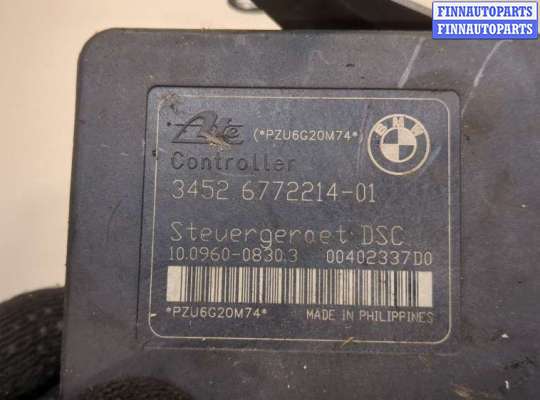 FINNAUTOPARTS
FINNAUTOPARTS
Ate (*PZU6G20M74*)
BMW
Controller
3452 6772214-01
Steuergeraet DSC
10.0960-0830.3 00402337D0
*PZU6G20M74* MADE IN PHILIPPINES